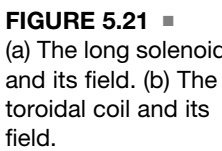 FIGURE 5.21 ■
(a) The long solenoid
and its field. (b) The
toroidal coil and its
field.